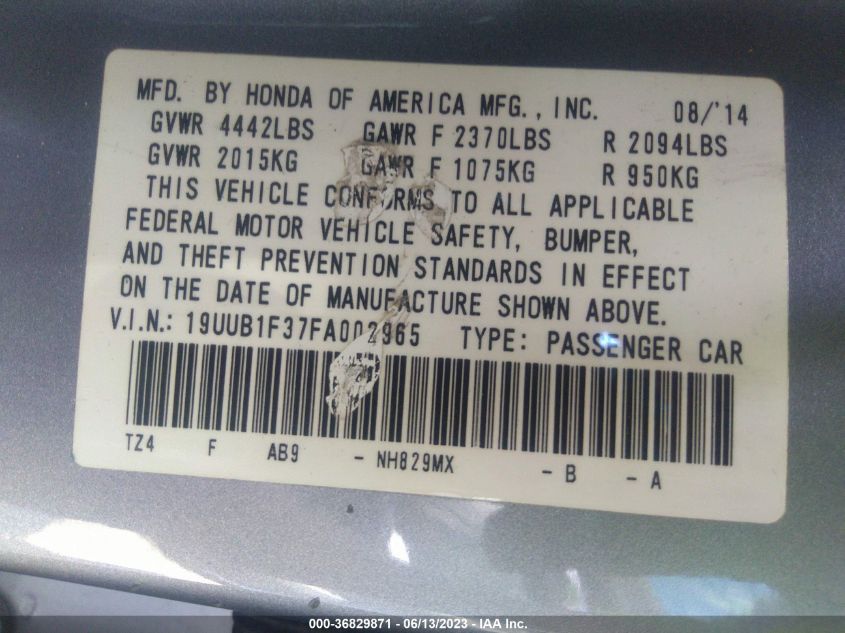 MFD. BY HONDA OF AMERICA MFG., INC. 08/'14
GVWR 4442LBS GAWR F 2370LBS R 2094LBS
GVWR 2015KG GAWR F 1075KG R 950KG
THIS VEHICLE CONFORMS TO ALL APPLICABLE
FEDERAL MOTOR VEHICLE SAFETY, BUMPER,
AND THEFT PREVENTION STANDARDS IN EFFECT
ON THE DATE OF MANUFACTURE SHOWN ABOVE.
V.I.N.: 19UUB1F37FA002965 TYPE: PASSENGER CAR
TZ4 F AB9 - NH829MX - B - A
000-36829871 - 06/13/2023 - IAA Inc.